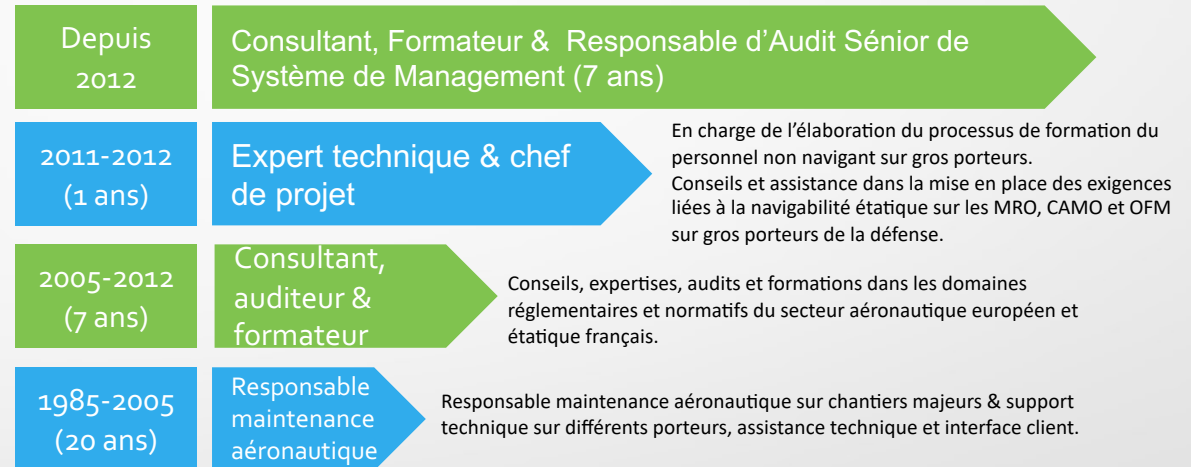 Depuis
2012
Consultant, Formateur & Responsable d’Audit Sénior de
Système de Management (7 ans)
2011-2012
(1 ans)
Expert technique & chef
de projet
En charge de l’élaboration du processus de formation du
personnel non navigant sur gros porteurs.
Conseils et assistance dans la mise en place des exigences
liées à la navigabilité étatique sur les MRO, CAMO et OFM
sur gros porteurs de la défense.
2005-2012
(7 ans)
Consultant,
auditeur &
formateur
Conseils, expertises, audits et formations dans les domaines
réglementaires et normatifs du secteur aéronautique européen et
étatique français.
1985-2005
(20 ans)
Responsable
maintenance
aéronautique
Responsable maintenance aéronautique sur chantiers majeurs & support
technique sur différents porteurs, assistance technique et interface client.